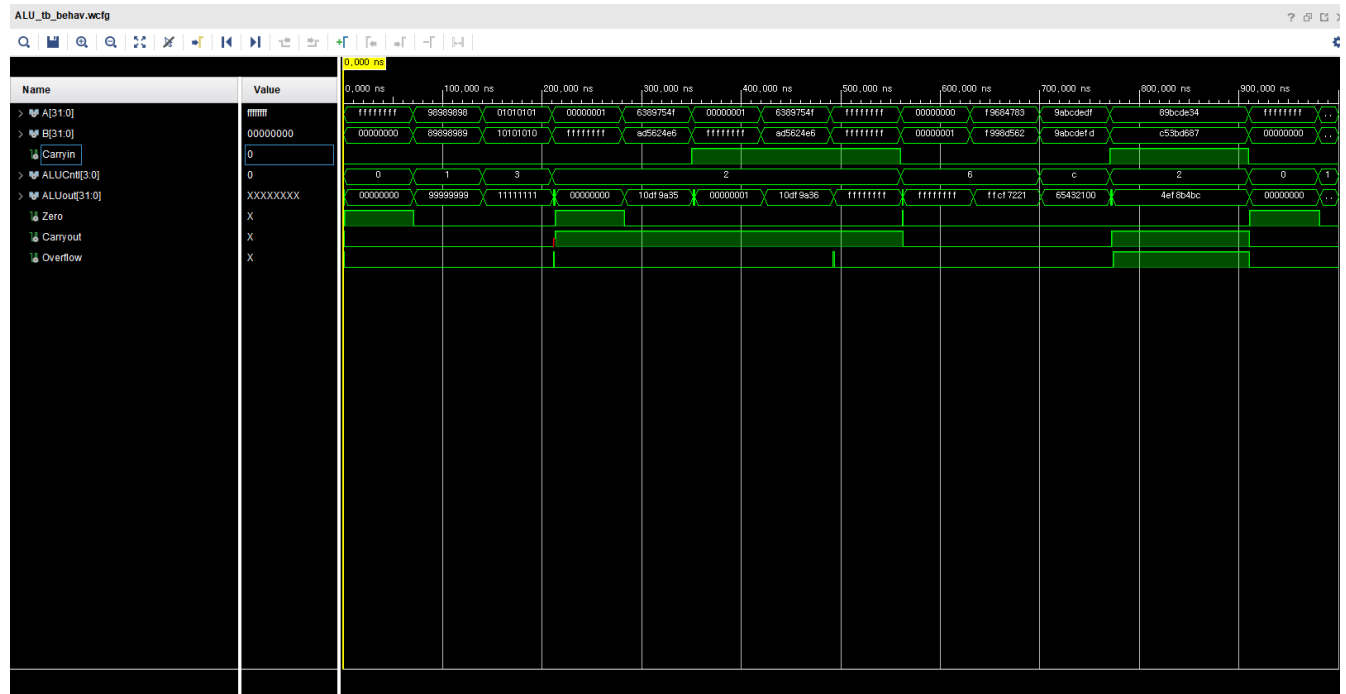 ALU_tb_behav.wcfg
0,000 ns
Name Value 0,000 ns 100,000 ns 200,000 ns 300,000 ns 400,000 ns 500,000 ns 600,000 ns 700,000 ns 800,000 ns 900,000 ns
A[31:0] ffffffff ffffffff 98989898 01010101 00000001 6389754f 00000001 6389754f ffffffff 00000000 f9684783 9abcdedf 89bcde34 ffffffff ..
B[31:0] 00000000 00000000 89898989 10101010 ffffffff ad5624e6 ffffffff ad5624e6 ffffffff 00000001 f998d562 9abcdefd c53bd687 00000000 ..
Carryin 0
ALUCntl[3:0] 0 0 1 3 2 6 c 2 0 1
ALUout[31:0] XXXXXXXX 00000000 99999999 11111111 00000000 10df9a35 00000001 10df9a36 ffffffff ffffffff ffcf7221 65432100 4ef8b4bc 00000000 ..
Zero X
Carryout X
Overflow X